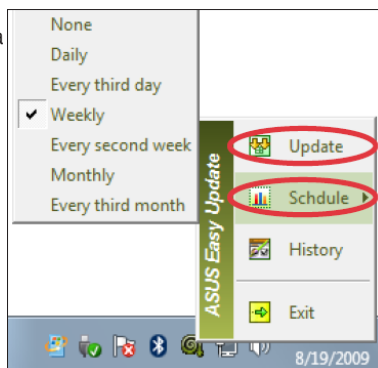 a
None
Daily
Every third day
Weekly
Every second week
Monthly
Every third month
ASUS Easy Update
Update
Schdule
History
Exit
8/19/2009